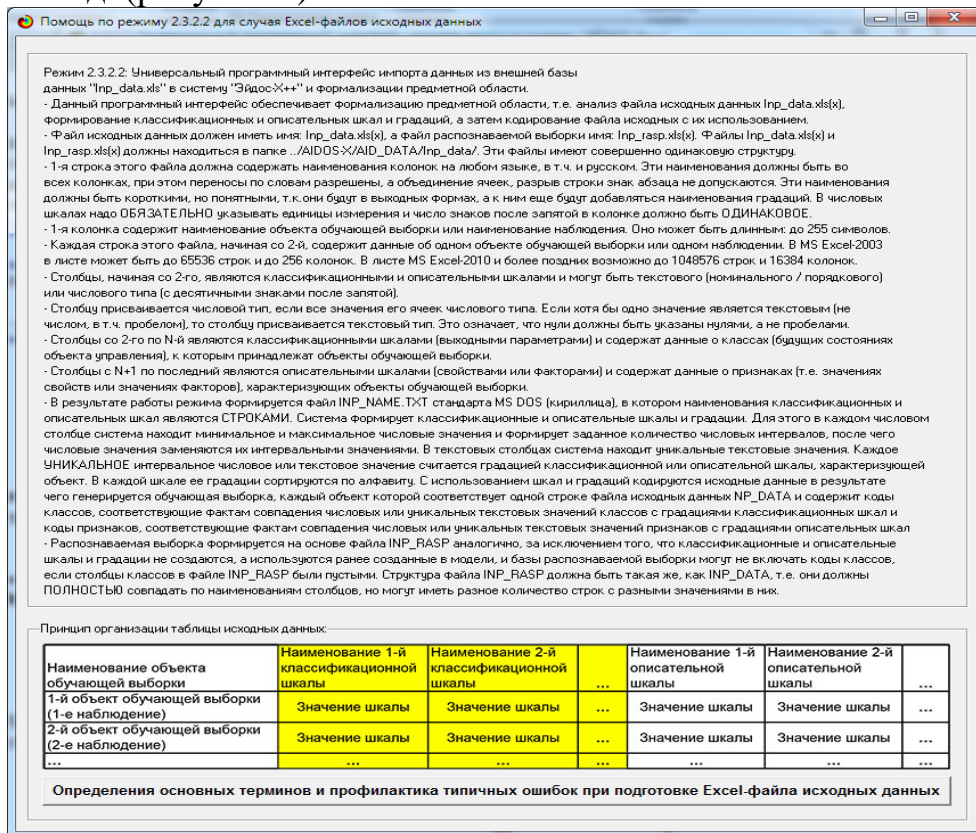 Помощь по режиму 2.3.2.2 для случая Excel-файлов исходных данных
Режим 2.3.2.2: Универсальный программный интерфейс импорта данных из внешней базы
данных "Inp_data.xls" в систему "Эйдос-X++" и формализации предметной области.
- Данный программный интерфейс обеспечивает формализацию предметной области, т.е. анализ файла исходных данных Inp_data.xls(x),
формирование классификационных и описательных шкал и градаций, а затем кодирование файла исходных с их использованием.
- Файл исходных данных должен иметь имя: Inp_data.xls(x), а файл распознаваемой выборки имя: Inp_rasp.xls(x). Файлы Inp_data.xls(x) и
Inp_rasp.xls(x) должны находиться в папке ../AIDOS-X/AID_DATA/Inp_data/. Эти файлы имеют совершенно одинаковую структуру.
- 1-я строка этого файла должна содержать наименования колонок на любом языке, в т.ч. и русском. Эти наименования должны быть во
всех колонках, при этом переносы по словам разрешены, а объединение ячеек, разрыв строки знак абзаца не допускаются. Эти наименования
должны быть короткими, но понятными, т.к.они будут в выходных формах, а к ним еще будут добавляться наименования градаций. В числовых
шкалах надо ОБЯЗАТЕЛЬНО указывать единицы измерения и число знаков после запятой в колонке должно быть ОДИНАКОВОЕ.
- 1-я колонка содержит наименование объекта обучающей выборки или наименование наблюдения. Оно может быть длинным: до 255 символов.
- Каждая строка этого файла, начиная со 2-й, содержит данные об одном объекте обучающей выборки или одном наблюдении. В MS Excel-2003
в листе может быть до 65536 строк и до 256 колонок. В листе MS Excel-2010 и более поздних возможно до 1048576 строк и 16384 колонок.
- Столбцы, начиная со 2-го, являются классификационными и описательными шкалами и могут быть текстового (номинального / порядкового)
или числового типа (с десятичными знаками после запятой).
- Столбцу присваивается числовой тип, если все значения его ячеек числового типа. Если хотя бы одно значение является текстовым (не
числом, в т.ч. пробелом), то столбцу присваивается текстовый тип. Это означает, что нули должны быть указаны нулями, а не пробелами.
- Столбцы со 2-го по N-й являются классификационными шкалами (выходными параметрами) и содержат данные о классах (будущих состояниях
объекта управления), к которым принадлежат объекты обучающей выборки.
- Столбцы с N+1 по последний являются описательными шкалами (свойствами или факторами) и содержат данные о признаках (т.е. значениях
свойств или значениях факторов), характеризующих объекты обучающей выборки.
- В результате работы режима формируется файл INP_NAME.TXT стандарта MS DOS (кириллица), в котором наименования классификационных и
описательных шкал являются СТРОКАМИ. Система формирует классификационные и описательные шкалы и градации. Для этого в каждом числовом
столбце система находит минимальное и максимальное числовые значения и формирует заданное количество числовых интервалов, после чего
числовые значения заменяются их интервальными значениями. В текстовых столбцах система находит уникальные текстовые значения. Каждое
УНИКАЛЬНОЕ интервальное числовое или текстовое значение считается градацией классификационной или описательной шкалы, характеризующей
объект. В каждой шкале ее градации сортируются по алфавиту. С использованием шкал и градаций кодируются исходные данные в результате
чего генерируется обучающая выборка, каждый объект которой соответствует одной строке файла исходных данных NP_DATA и содержит коды
классов, соответствующие фактам совпадения числовых или уникальных текстовых значений классов с градациями классификационных шкал и
коды признаков, соответствующие фактам совпадения числовых или уникальных текстовых значений признаков с градациями описательных шкал
- Распознаваемая выборка формируется на основе файла INP_RASP аналогично, за исключением того, что классификационные и описательные
шкалы и градации не создаются, а используются ранее созданные в модели, и базы распознаваемой выборки могут не включать коды классов,
если столбцы классов в файле INP_RASP были пустыми. Структура файла INP_RASP должна быть такая же, как INP_DATA, т.е. они должны
ПОЛНОСТЬЮ совпадать по наименованиям столбцов, но могут иметь разное количество строк с разными значениями в них.
Принцип организации таблицы исходных данных:
Наименование объекта обучающей выборки
Наименование 1-й классификационной шкалы
Наименование 2-й классификационной шкалы
...
Наименование 1-й описательной шкалы
Наименование 2-й описательной шкалы
...
1-й объект обучающей выборки (1-е наблюдение)
Значение шкалы
Значение шкалы
...
Значение шкалы
Значение шкалы
...
2-й объект обучающей выборки (2-е наблюдение)
Значение шкалы
Значение шкалы
...
Значение шкалы
Значение шкалы
...
...
...
...
...
...
...
...
Определения основных терминов и профилактика типичных ошибок при подготовке Excel-файла исходных данных